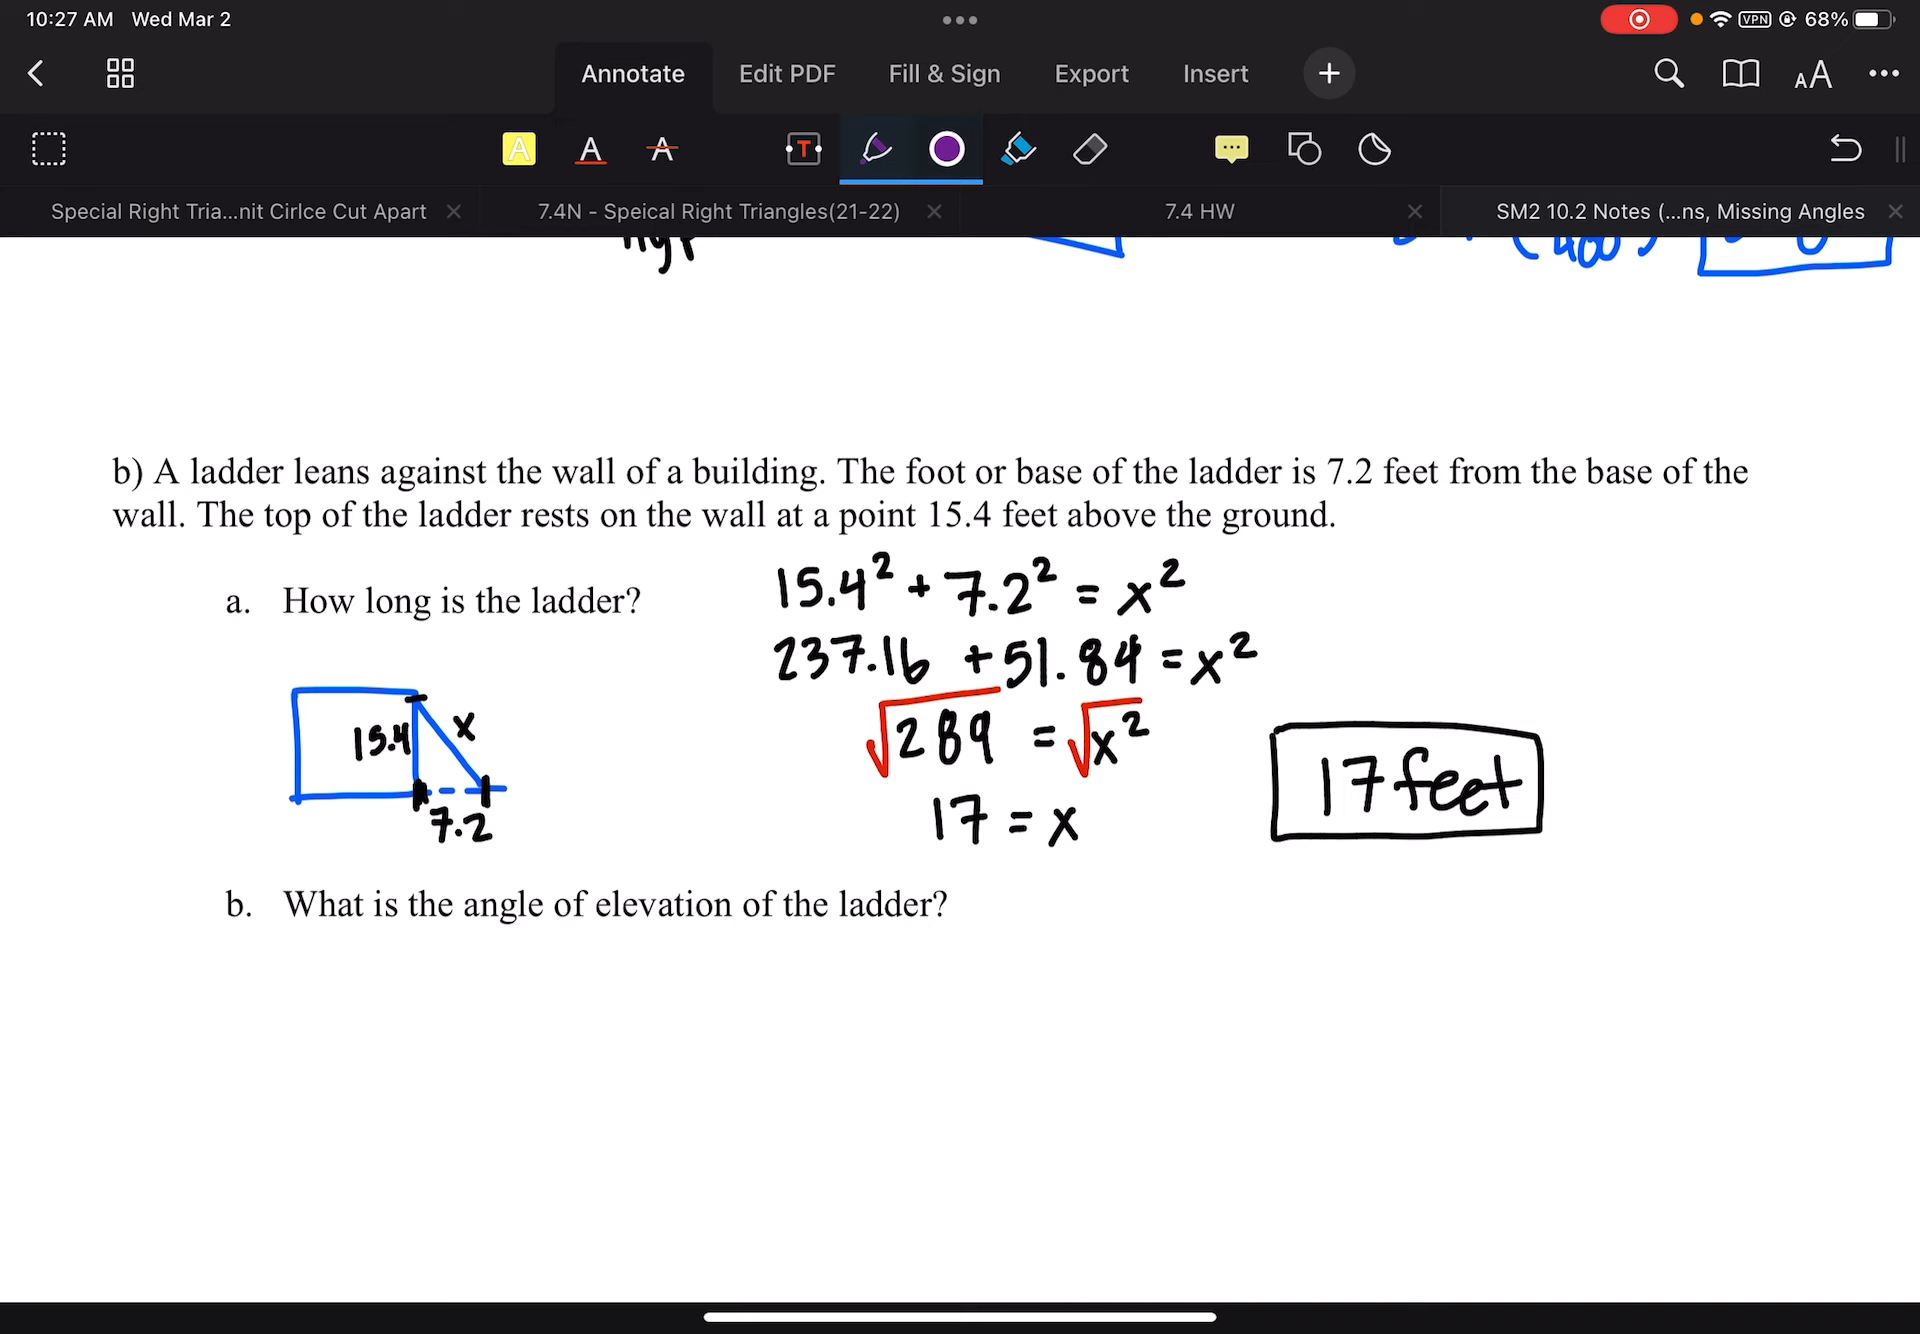 10:27 AM Wed Mar 2
VPN 68%
Annotate Edit PDF Fill & Sign Export Insert +
AA
A A A T
Special Right Tria...nit Cirlce Cut Apart
7.4N - Speical Right Triangles(21-22)
7.4 HW
SM2 10.2 Notes (...ns, Missing Angles
hyp
(400)
b) A ladder leans against the wall of a building. The foot or base of the ladder is 7.2 feet from the base of the
wall. The top of the ladder rests on the wall at a point 15.4 feet above the ground.
a. How long is the ladder?
15.4² + 7.2² = x²
237.16 + 51.84 = x²
√289 = √x²
17 = x
17 feet
15.4 x
7.2
b. What is the angle of elevation of the ladder?